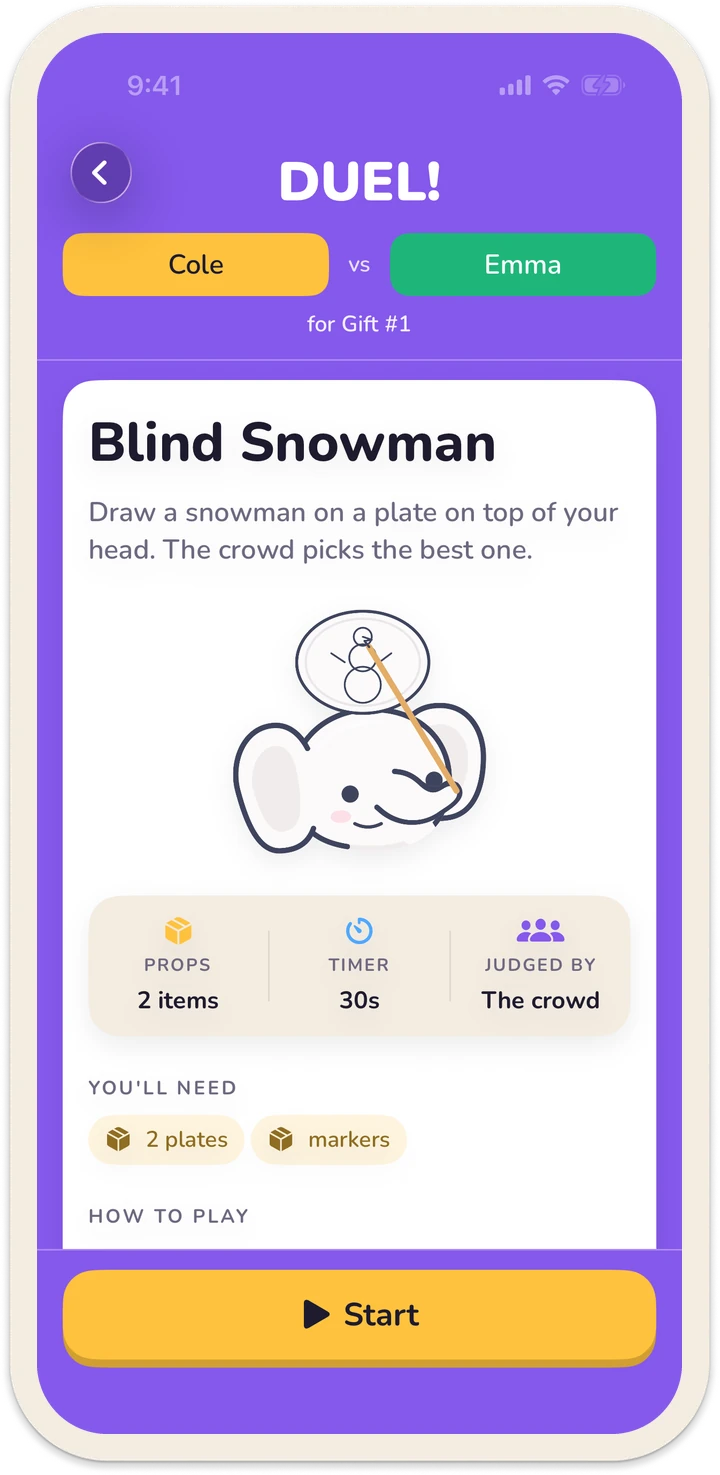 9:41
DUEL!
Cole
vs
Emma
for Gift #1
Blind Snowman
Draw a snowman on a plate on top of your
head. The crowd picks the best one.
PROPS
2 items
TIMER
30s
JUDGED BY
The crowd
YOU'LL NEED
2 plates
markers
HOW TO PLAY
Start